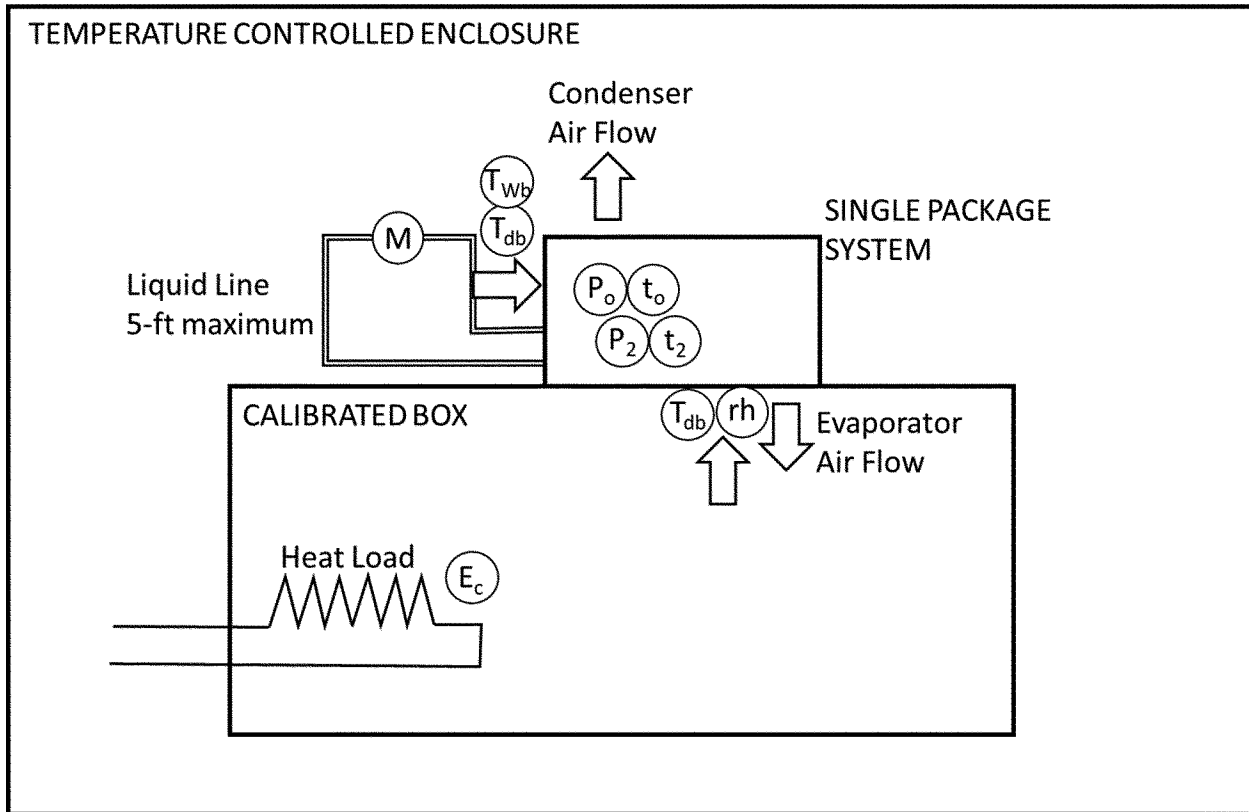 TEMPERATURE CONTROLLED ENCLOSURE
Condenser
Air Flow
T_Wb
T_db
M
SINGLE PACKAGE
SYSTEM
Liquid Line
5-ft maximum
P_o t_o
P_2 t_2
CALIBRATED BOX
T_db rh
Evaporator
Air Flow
Heat Load
E_c